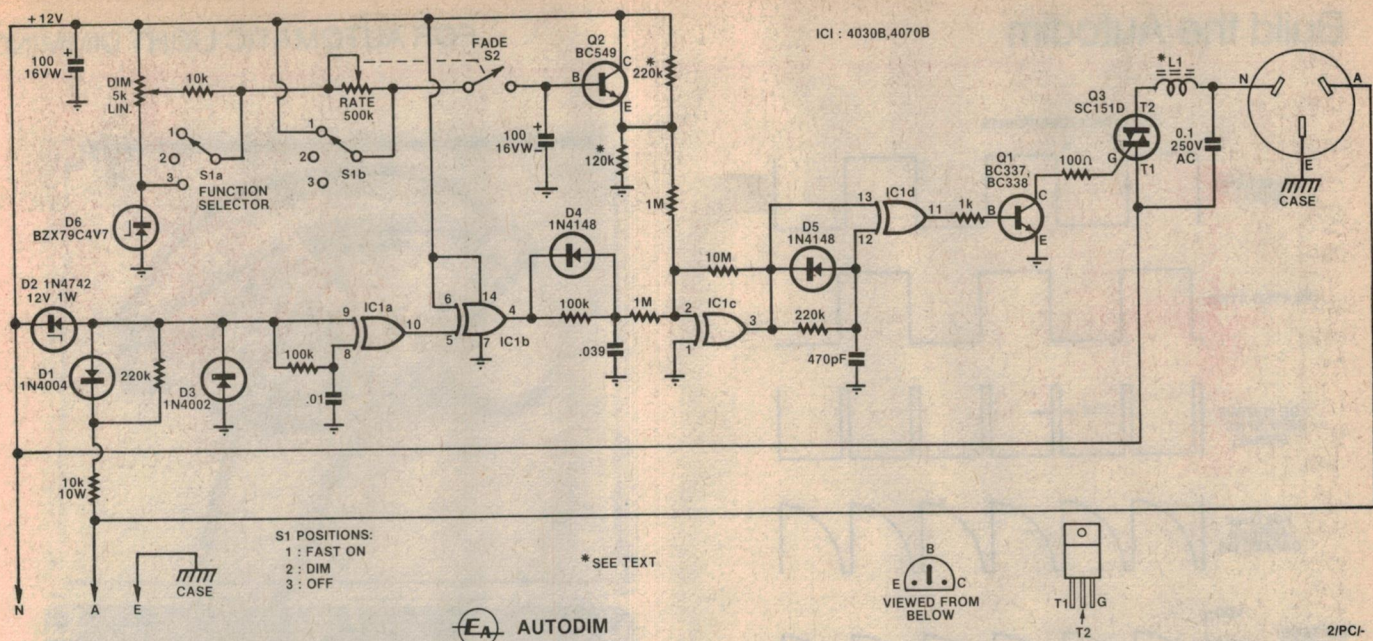 +12V
100
16VW
DIM
5k
LIN.
10k
1
2
3
S1a
FUNCTION
SELECTOR
D6
BZX79C4V7
RATE
500k
1
2
3
S1b
FADE
S2
100
16VW
Q2
BC549
B
C
E
*
220k
*
120k
1M
IC1 : 4030B,4070B
*L1
Q3
SC151D
T2
G
T1
0.1
250V
AC
N
A
E
CASE
Q1
BC337,
BC338
100Ω
B
C
E
D2 1N4742
12V 1W
D1
1N4004
220k
D3
1N4002
100k
.01
9
8
IC1a
10
6
5
14
7
4
IC1b
D4
1N4148
100k
.039
1M
10M
2
1
IC1c
3
D5
1N4148
220k
470pF
13
12
IC1d
11
1k
10k
10W
N
A
E
CASE
S1 POSITIONS:
1 : FAST ON
2 : DIM
3 : OFF
EA AUTODIM
*SEE TEXT
B
E
C
VIEWED FROM
BELOW
T1
G
T2
2/PC/-